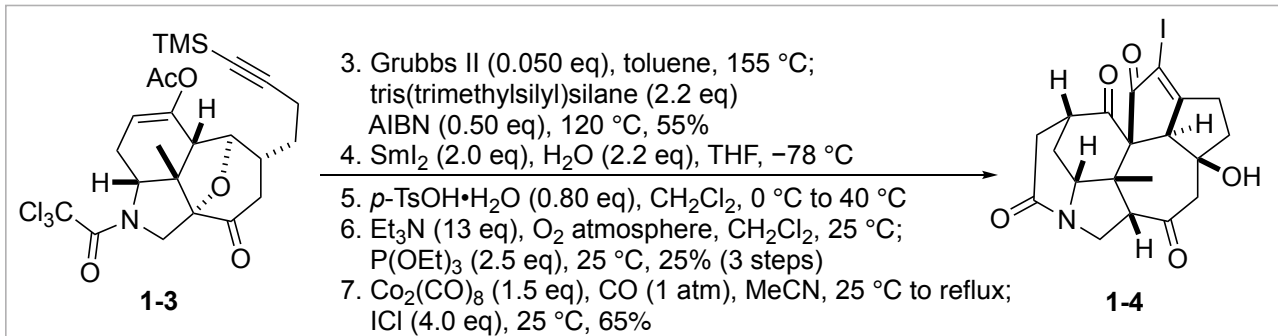 TMS
AcO
H
O
H
Cl3C
N
O
O
1-3
3. Grubbs II (0.050 eq), toluene, 155 °C;
tris(trimethylsilyl)silane (2.2 eq)
AIBN (0.50 eq), 120 °C, 55%
4. SmI2 (2.0 eq), H2O (2.2 eq), THF, −78 °C
5. p-TsOH•H2O (0.80 eq), CH2Cl2, 0 °C to 40 °C
6. Et3N (13 eq), O2 atmosphere, CH2Cl2, 25 °C;
P(OEt)3 (2.5 eq), 25 °C, 25% (3 steps)
7. Co2(CO)8 (1.5 eq), CO (1 atm), MeCN, 25 °C to reflux;
ICl (4.0 eq), 25 °C, 65%
I
O
O
H
H
H
OH
O
N
H
O
1-4